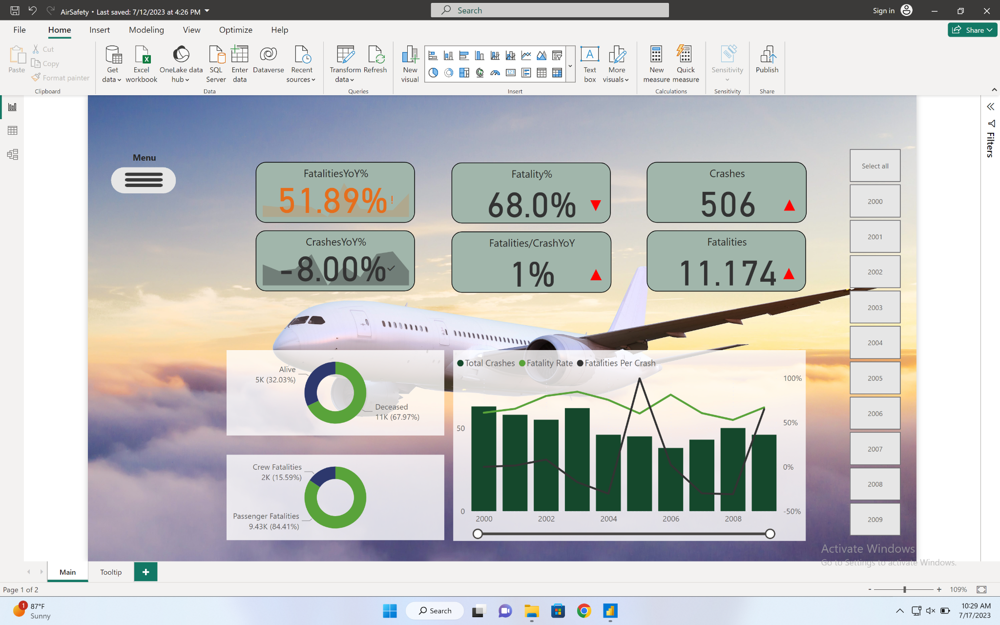 AirSafety • Last saved: 7/12/2023 at 4:26 PM
Search
Sign in
File
Home
Insert
Modeling
View
Optimize
Help
Share
Paste
Cut
Copy
Format painter
Clipboard
Get data
Excel workbook
OneLake data hub
SQL Server
Enter data
Dataverse
Recent sources
Data
Transform data
Refresh
Queries
New visual
123
Insert
A
Text box
More visuals
New measure
Quick measure
Calculations
Sensitivity
Sensitivity
Publish
Share
Filters
Menu
FatalitiesYoY%
51.89%!
Fatality%
68.0%
Crashes
506
CrashesYoY%
-8.00%
Fatalities/CrashYoY
1%
Fatalities
11.174
Select all
2000
2001
2002
2003
2004
2005
2006
2007
2008
2009
Alive
5K (32.03%)
Deceased
11K (67.97%)
Crew Fatalities
2K (15.59%)
Passenger Fatalities
9.43K (84.41%)
Total Crashes
Fatality Rate
Fatalities Per Crash
100%
50%
0%
-50%
50
0
2000
2002
2004
2006
2008
Activate Windows
Go to Settings to activate Windows.
Main
Tooltip
+
Page 1 of 2
- + 109%
1
87°F
Sunny
Search
10:29 AM
7/17/2023